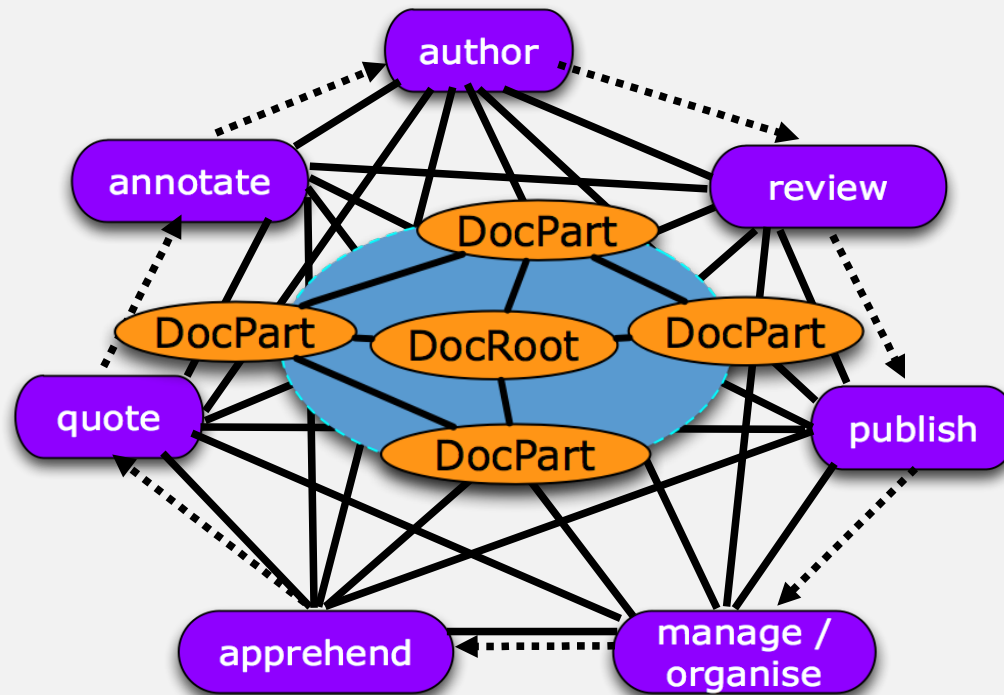 author
annotate
review
DocPart
DocPart
DocRoot
DocPart
quote
publish
DocPart
apprehend
manage /
organise